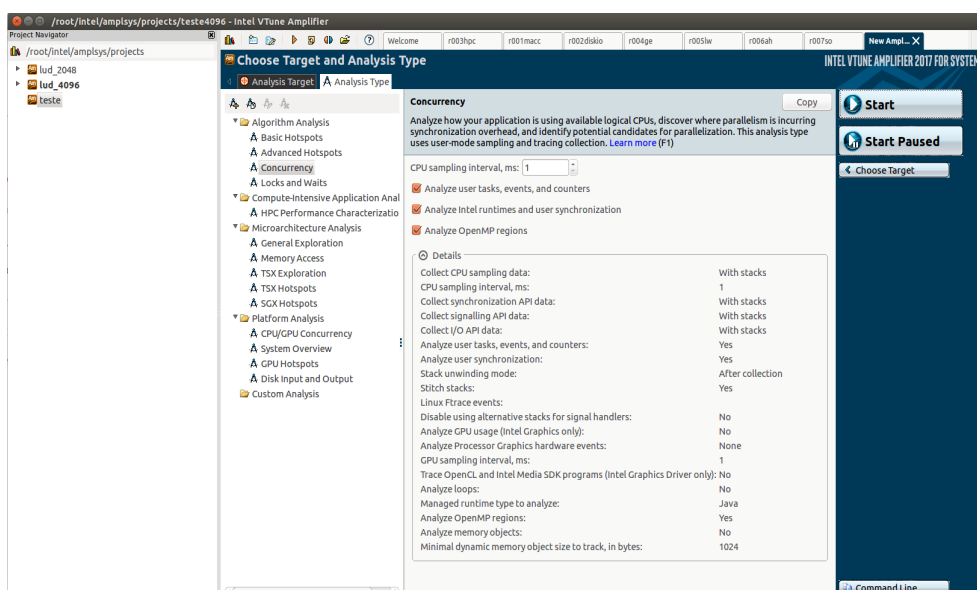 /root/intel/amplsys/projects/teste4096 - Intel VTune Amplifier
Project Navigator
/root/intel/amplsys/projects
lud_2048
lud_4096
teste
Welcome
r003hpc
r001macc
r002diskio
r004ge
r005lw
r006ah
r007so
New Ampl...
Choose Target and Analysis Type
INTEL VTUNE AMPLIFIER 2017 FOR SYSTEM
Analysis Target
Analysis Type
Algorithm Analysis
Basic Hotspots
Advanced Hotspots
Concurrency
Locks and Waits
Compute-Intensive Application Anal
HPC Performance Characterizatio
Microarchitecture Analysis
General Exploration
Memory Access
TSX Exploration
TSX Hotspots
SGX Hotspots
Platform Analysis
CPU/GPU Concurrency
System Overview
GPU Hotspots
Disk Input and Output
Custom Analysis
Concurrency
Copy
Analyze how your application is using available logical CPUs, discover where parallelism is incurring
synchronization overhead, and identify potential candidates for parallelization. This analysis type
uses user-mode sampling and tracing collection. Learn more (F1)
CPU sampling interval, ms: 1
Analyze user tasks, events, and counters
Analyze Intel runtimes and user synchronization
Analyze OpenMP regions
Details
Collect CPU sampling data: With stacks
CPU sampling interval, ms: 1
Collect synchronization API data: With stacks
Collect signalling API data: With stacks
Collect I/O API data: With stacks
Analyze user tasks, events, and counters: Yes
Analyze user synchronization: Yes
Stack unwinding mode: After collection
Stitch stacks: Yes
Linux Ftrace events:
Disable using alternative stacks for signal handlers: No
Analyze GPU usage (Intel Graphics only): No
Analyze Processor Graphics hardware events: None
GPU sampling interval, ms: 1
Trace OpenCL and Intel Media SDK programs (Intel Graphics Driver only): No
Analyze loops: No
Managed runtime type to analyze: Java
Analyze OpenMP regions: Yes
Analyze memory objects: No
Minimal dynamic memory object size to track, in bytes: 1024
Start
Start Paused
Choose Target
Command Line